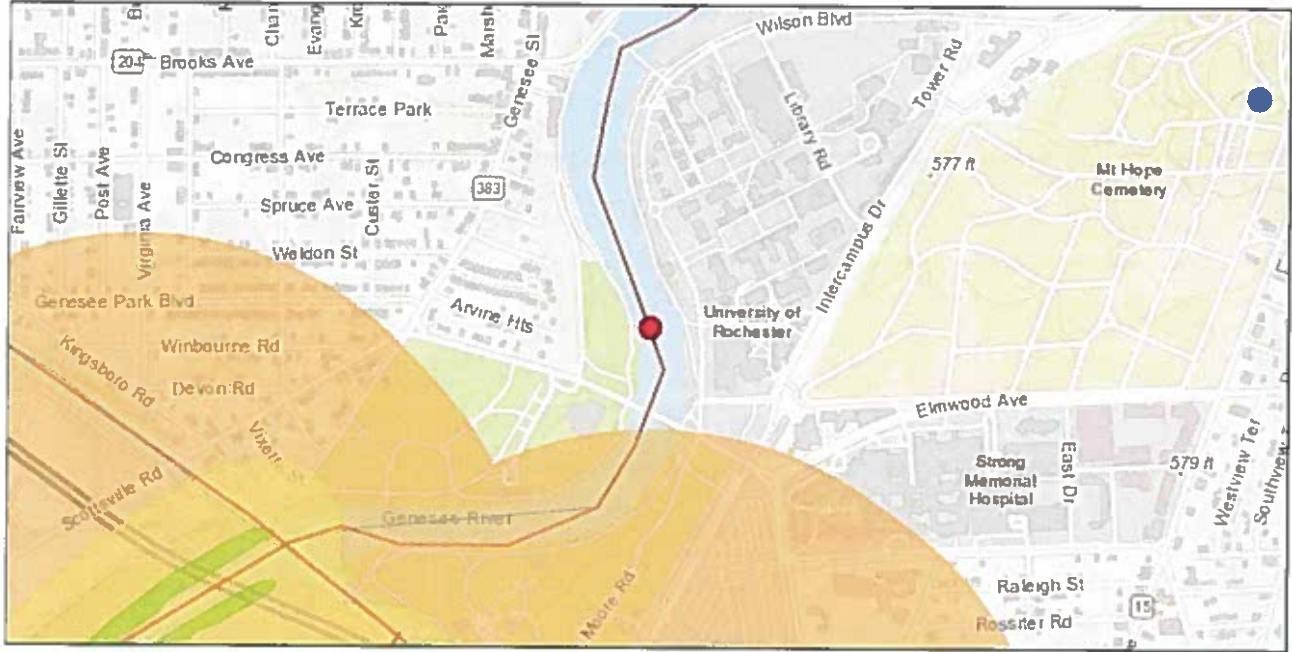 Wilson Blvd
204
Brooks Ave
Genesee St
Tower Rd
Terrace Park
Library Rd
Fairview Ave
Gillette St
Post Ave
Virginia Ave
Congress Ave
Custer St
383
577 ft
Mt Hope
Cemetery
Spruce Ave
Weldon St
Intercampus Dr
Genesee Park Blvd
Arvine Hts
University of
Rochester
Winbourne Rd
Kingsboro Rd
Devon Rd
Elmwood Ave
Strong
Memorial
Hospital
East Dr
579 ft
Westview Ter
Scottsville Rd
Genesee River
Moore Rd
Raleigh St
15
Rossiter Rd